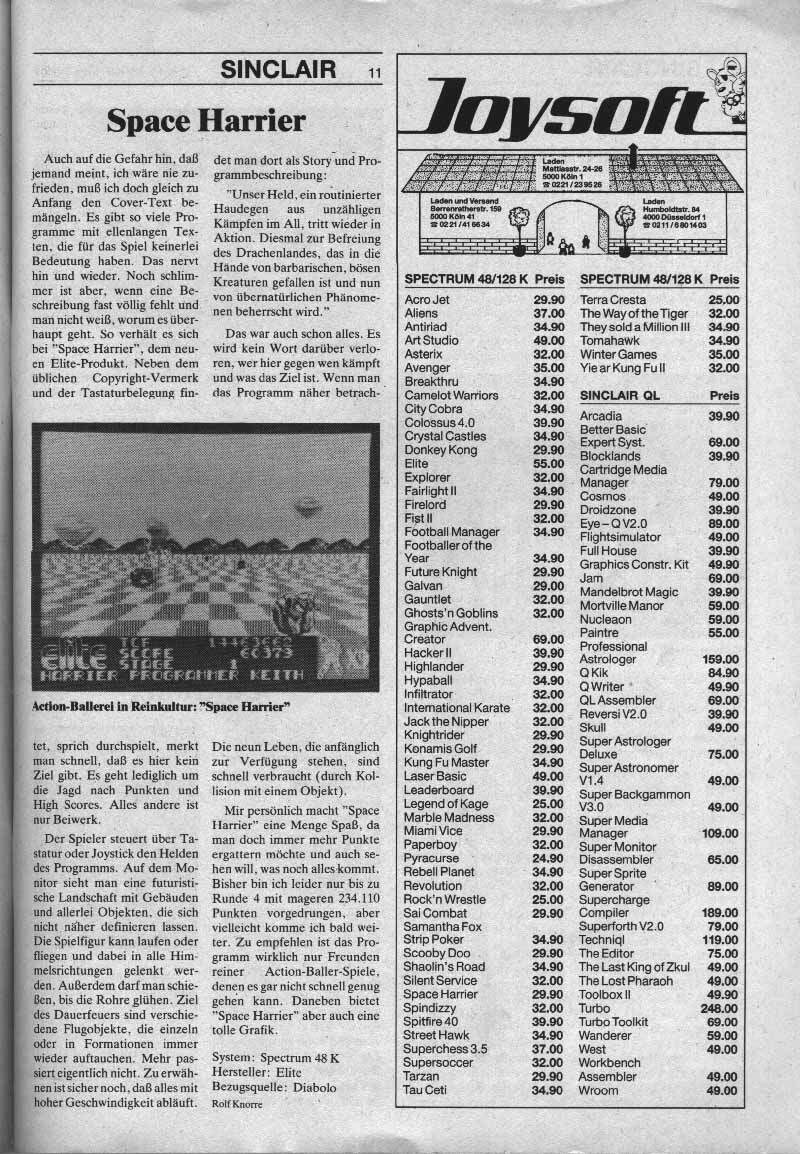 SINCLAIR 11
Space Harrier
Auch auf die Gefahr hin, daß
jemand meint, ich wäre nie zu-
frieden, muß ich doch gleich zu
Anfang den Cover-Text be-
mängeln. Es gibt so viele Pro-
gramme mit ellenlangen Tex-
ten, die für das Spiel keinerlei
Bedeutung haben. Das nervt
hin und wieder. Noch schlim-
mer ist aber, wenn eine Be-
schreibung fast völlig fehlt und
man nicht weiß, worum es über-
haupt geht. So verhält es sich
bei "Space Harrier", dem neu-
en Elite-Produkt. Neben dem
üblichen Copyright-Vermerk
und der Tastaturbelegung fin-
det man dort als Story und Pro-
grammbeschreibung:
"Unser Held, ein routinierter
Haudegen aus unzähligen
Kämpfen im All, tritt wieder in
Aktion. Diesmal zur Befreiung
des Drachenlandes, das in die
Hände von barbarischen, bösen
Kreaturen gefallen ist und nun
von übernatürlichen Phänome-
nen beherrscht wird."
Das war auch schon alles. Es
wird kein Wort darüber verlo-
ren, wer hier gegen wen kämpft
und was das Ziel ist. Wenn man
das Programm näher betrach-
elite
TOP
SCORE 60373
STAGE 1
HARRIER PROGRAMMER KEITH
Action-Ballerei in Reinkultur: "Space Harrier"
tet, sprich durchspielt, merkt
man schnell, daß es hier kein
Ziel gibt. Es geht lediglich um
die Jagd nach Punkten und
High Scores. Alles andere ist
nur Beiwerk.
Der Spieler steuert über Ta-
statur oder Joystick den Helden
des Programms. Auf dem Mo-
nitor sieht man eine futuristi-
sche Landschaft mit Gebäuden
und allerlei Objekten, die sich
nicht näher definieren lassen.
Die Spielfigur kann laufen oder
fliegen und dabei in alle Him-
melsrichtungen gelenkt wer-
den. Außerdem darf man schie-
ßen, bis die Rohre glühen. Ziel
des Dauerfeuers sind verschie-
dene Flugobjekte, die einzeln
oder in Formationen immer
wieder auftauchen. Mehr pas-
siert eigentlich nicht. Zu erwäh-
nen ist sicher noch, daß alles mit
hoher Geschwindigkeit abläuft.
Die neun Leben, die anfänglich
zur Verfügung stehen, sind
schnell verbraucht (durch Kol-
lision mit einem Objekt).
Mir persönlich macht "Space
Harrier" eine Menge Spaß, da
man doch immer mehr Punkte
ergattern möchte und auch se-
hen will, was noch alles kommt.
Bisher bin ich leider nur bis zu
Runde 4 mit mageren 234.110
Punkten vorgedrungen, aber
vielleicht komme ich bald wei-
ter. Zu empfehlen ist das Pro-
gramm wirklich nur Freunden
reiner Action-Baller-Spiele,
denen es gar nicht schnell genug
gehen kann. Daneben bietet
"Space Harrier" aber auch eine
tolle Grafik.
System: Spectrum 48 K
Hersteller: Elite
Bezugsquelle: Diabolo
Rolf Knorre
Joysoft
Laden
Mattiasstr. 24-26
5000 Köln 1
☎ 0221/239526
Laden und Versand
Berrenratherstr. 159
5000 Köln 41
☎ 0221/416634
Laden
Humboldtstr. 84
4000 Düsseldorf 1
☎ 0211/6801403
SPECTRUM 48/128 K Preis
Acro Jet 29.90
Aliens 37.00
Antiriad 34.90
Art Studio 49.00
Asterix 32.00
Avenger 35.00
Breakthru 34.90
Camelot Warriors 32.00
City Cobra 34.90
Colossus 4.0 39.90
Crystal Castles 34.90
Donkey Kong 29.90
Elite 55.00
Explorer 32.00
Fairlight II 34.90
Firelord 29.90
Fist II 32.00
Football Manager 34.90
Footballer of the
Year 34.90
Future Knight 29.90
Galvan 29.00
Gauntlet 32.00
Ghosts'n Goblins 32.00
Graphic Advent.
Creator 69.00
Hacker II 39.90
Highlander 29.90
Hypaball 34.90
Infiltrator 32.00
International Karate 32.00
Jack the Nipper 32.00
Knightrider 29.90
Konamis Golf 29.90
Kung Fu Master 34.90
Laser Basic 49.00
Leaderboard 39.90
Legend of Kage 25.00
Marble Madness 32.00
Miami Vice 29.90
Paperboy 32.00
Pyracurse 24.90
Rebell Planet 34.90
Revolution 32.00
Rock'n Wrestle 25.00
Sai Combat 29.90
Samantha Fox
Strip Poker 34.90
Scooby Doo 29.90
Shaolin's Road 34.90
Silent Service 32.00
Space Harrier 29.90
Spindizzy 32.00
Spitfire 40 39.90
Street Hawk 34.90
Superchess 3.5 37.00
Supersoccer 32.00
Tarzan 29.90
Tau Ceti 34.90
SPECTRUM 48/128 K Preis
Terra Cresta 25.00
The Way of the Tiger 32.00
They sold a Million III 34.90
Tomahawk 34.90
Winter Games 35.00
Yie ar Kung Fu II 32.00
SINCLAIR QL Preis
Arcadia 39.90
Better Basic
Expert Syst. 69.00
Blocklands 39.90
Cartridge Media
Manager 79.00
Cosmos 49.00
Droidzone 39.90
Eye – Q V2.0 89.00
Flightsimulator 49.00
Full House 39.90
Graphics Constr. Kit 49.90
Jam 69.00
Mandelbrot Magic 39.90
Mortville Manor 59.00
Nucleaon 59.00
Paintre 55.00
Professional
Astrologer 159.00
Q Kik 84.90
Q Writer 49.90
QL Assembler 69.00
Reversi V2.0 39.90
Skull 49.00
Super Astrologer
Deluxe 75.00
Super Astronomer
V1.4 49.00
Super Backgammon
V3.0 49.00
Super Media
Manager 109.00
Super Monitor
Disassembler 65.00
Super Sprite
Generator 89.00
Supercharge
Compiler 189.00
Superforth V2.0 79.00
Techniql 119.00
The Editor 75.00
The Last King of Zkul 49.00
The Lost Pharaoh 49.00
Toolbox II 49.90
Turbo 248.00
Turbo Toolkit 69.00
Wanderer 59.00
West 49.00
Workbench
Assembler 49.00
Wroom 49.00